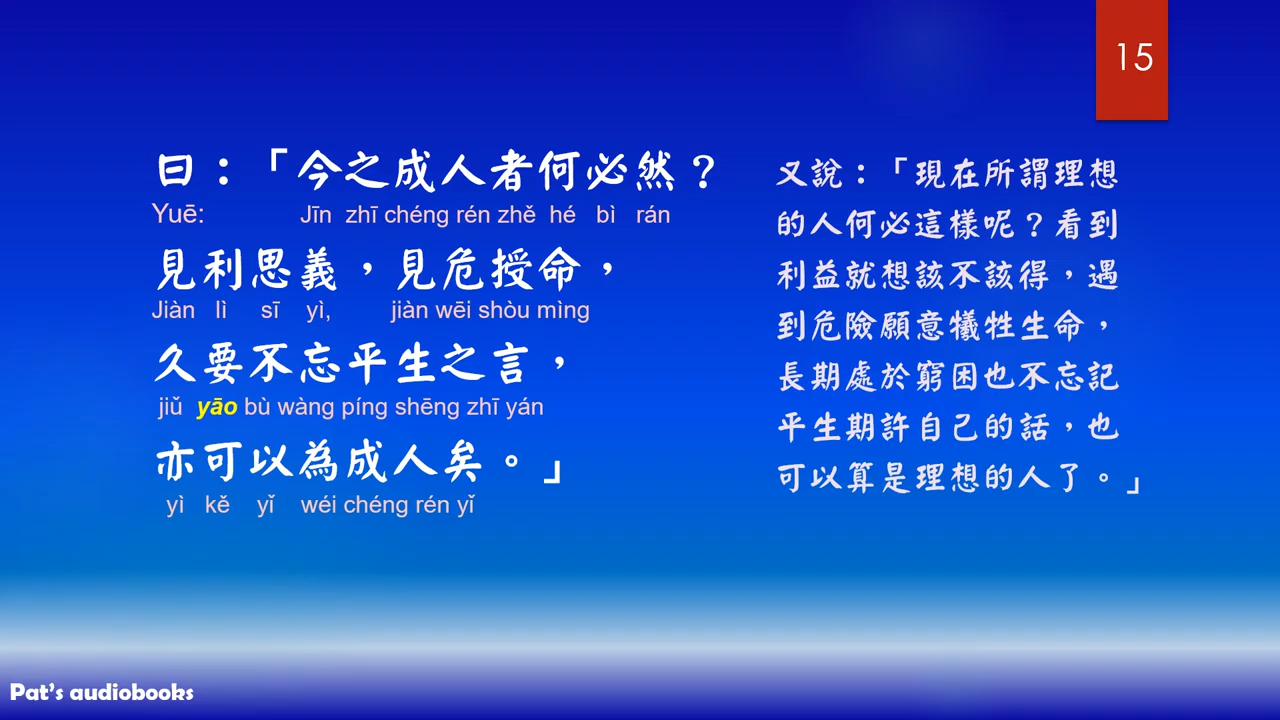 15
曰：「今之成人者何必然？
Yuē: Jīn zhī chéng rén zhě hé bì rán
見利思義，見危授命，
Jiàn lì sī yì, jiàn wēi shòu mìng
久要不忘平生之言，
jiǔ yāo bù wàng píng shēng zhī yán
亦可以為成人矣。」
yì kě yǐ wéi chéng rén yǐ
又說：「現在所謂理想
的人何必這樣呢？看到
利益就想該不該得，遇
到危險願意犧牲生命，
長期處於窮困也不忘記
平生期許自己的話，也
可以算是理想的人了。」
Pat's audiobooks